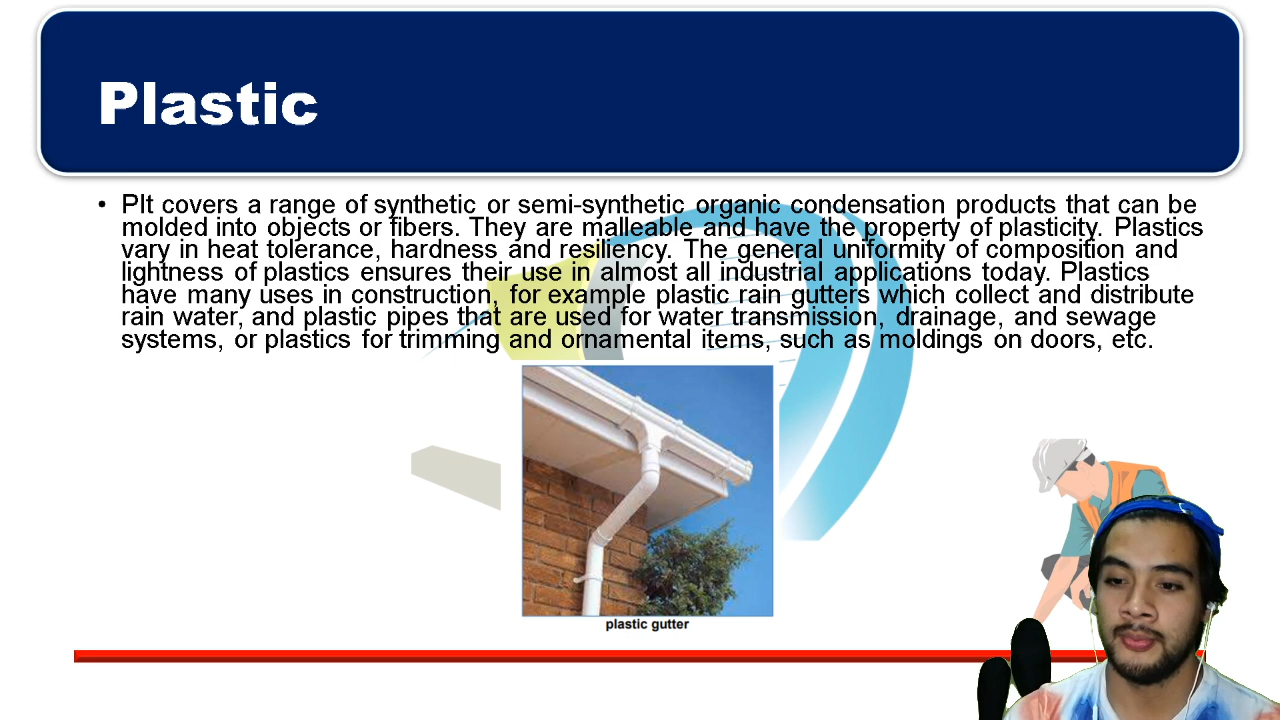 Plastic
• PIt covers a range of synthetic or semi-synthetic organic condensation products that can be
molded into objects or fibers. They are malleable and have the property of plasticity. Plastics
vary in heat tolerance, hardness and resiliency. The general uniformity of composition and
lightness of plastics ensures their use in almost all industrial applications today. Plastics
have many uses in construction, for example plastic rain gutters which collect and distribute
rain water, and plastic pipes that are used for water transmission, drainage, and sewage
systems, or plastics for trimming and ornamental items, such as moldings on doors, etc.
plastic gutter